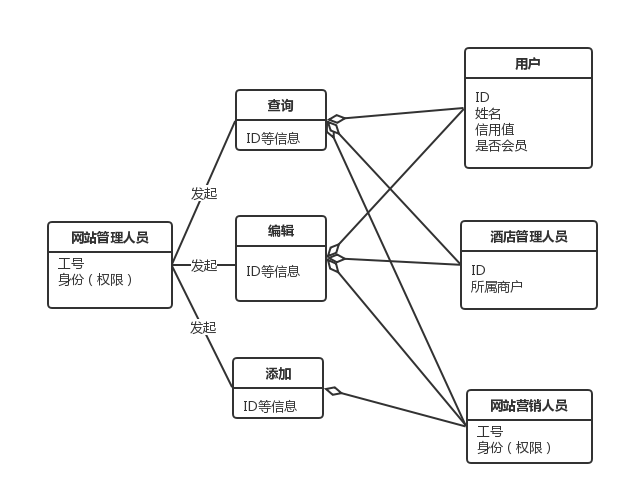 用户
ID
姓名
信用值
是否会员
查询
ID等信息
发起
网站管理人员
工号
身份（权限）
发起
编辑
ID等信息
酒店管理人员
ID
所属商户
发起
添加
ID等信息
网站营销人员
工号
身份（权限）